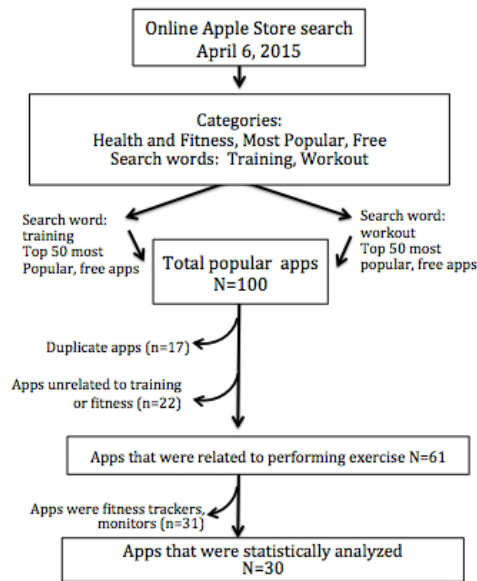 Online Apple Store search
April 6, 2015
Categories:
Health and Fitness, Most Popular, Free
Search words:  Training, Workout
Search word:
training
Top 50 most
Popular, free apps
Search word:
workout
Top 50 most
popular, free apps
Total popular  apps
N=100
Duplicate apps (n=17)
Apps unrelated to training
or fitness (n=22)
Apps that were related to performing exercise N=61
Apps were fitness trackers,
monitors (n=31)
Apps that were statistically analyzed
N=30